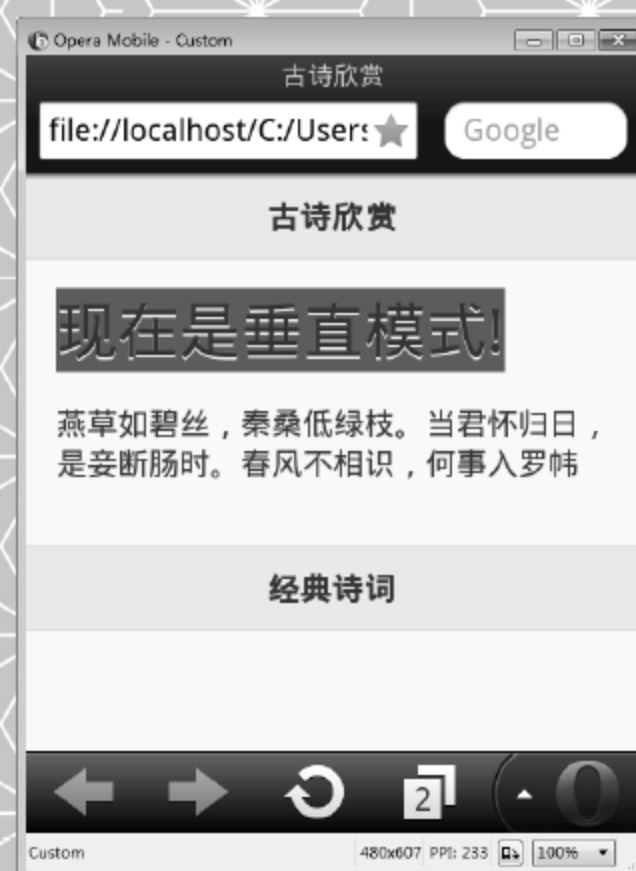 Opera Mobile - Custom
古诗欣赏
file://localhost/C:/Users
Google
古诗欣赏
现在是垂直模式!
燕草如碧丝，秦桑低绿枝。当君怀归日，
是妾断肠时。春风不相识，何事入罗帏
经典诗词
2
Custom
480x607 PPI: 233
100%